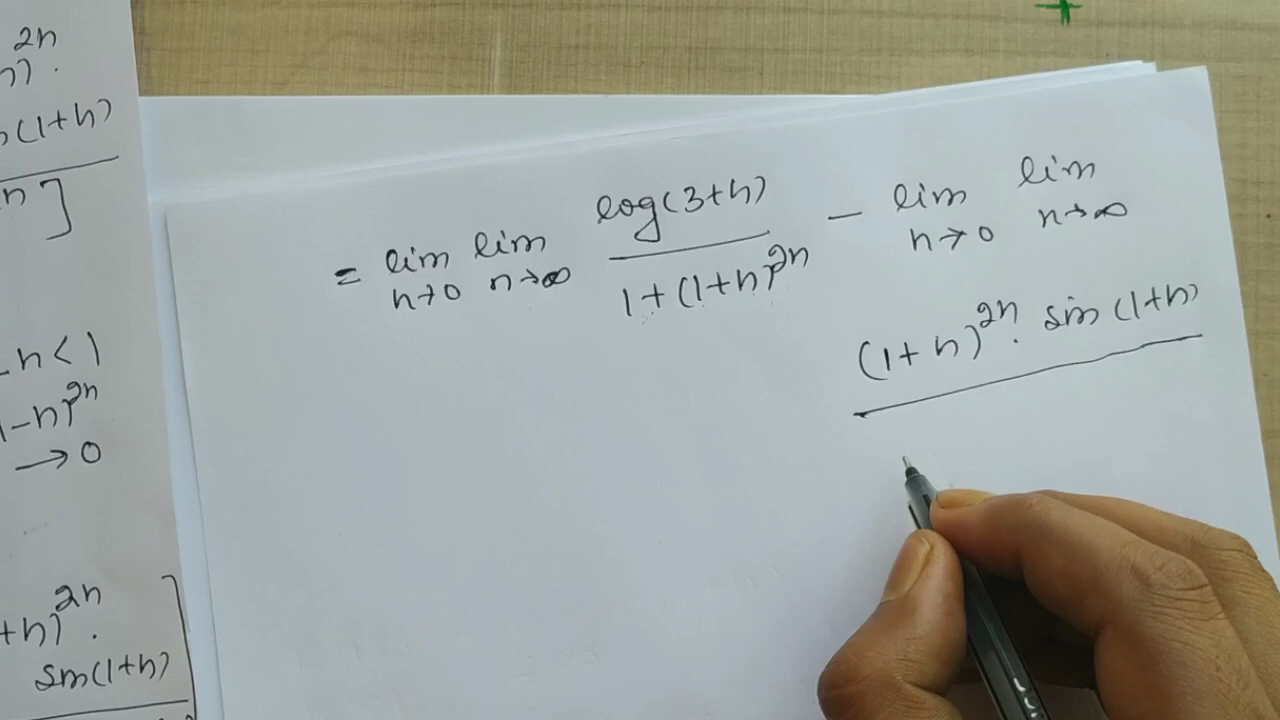 2n
n) .
(1+h)
n ]
- h < 1
1-h)^2n
→ 0
+h)^2n .
sin(1+h)
= lim h→0 lim n→∞ log(3+h) / 1+(1+h)^2n - lim h→0 lim n→∞
(1+h)^2n . sin(1+h)